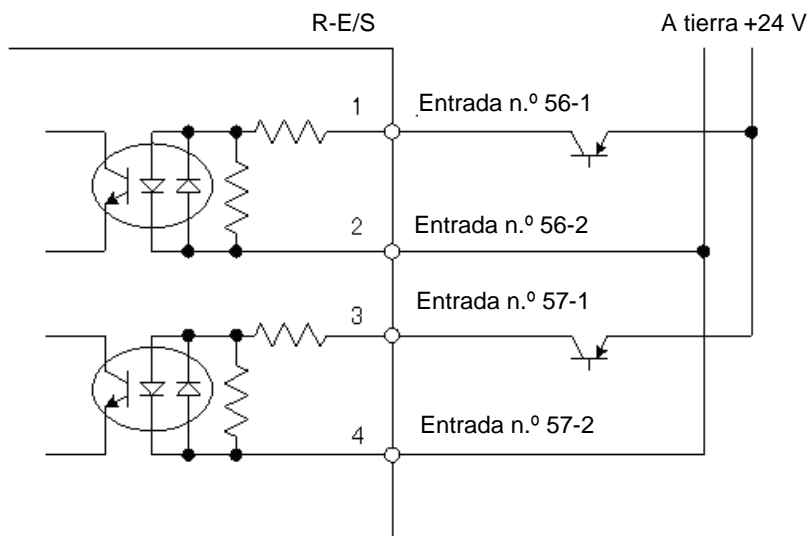 R-E/S
A tierra +24 V
1
Entrada n.º 56-1
2
Entrada n.º 56-2
3
Entrada n.º 57-1
4
Entrada n.º 57-2